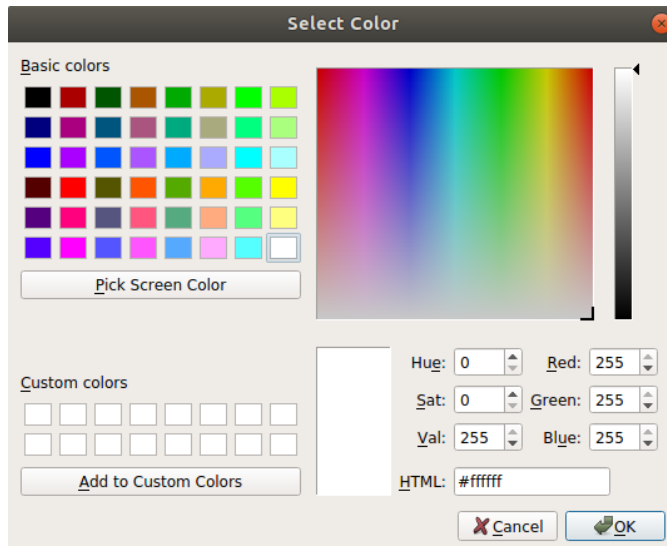 Select Color
Basic colors
Pick Screen Color
Custom colors
Add to Custom Colors
Hue: 0 Red: 255
Sat: 0 Green: 255
Val: 255 Blue: 255
HTML: #ffffff
Cancel OK